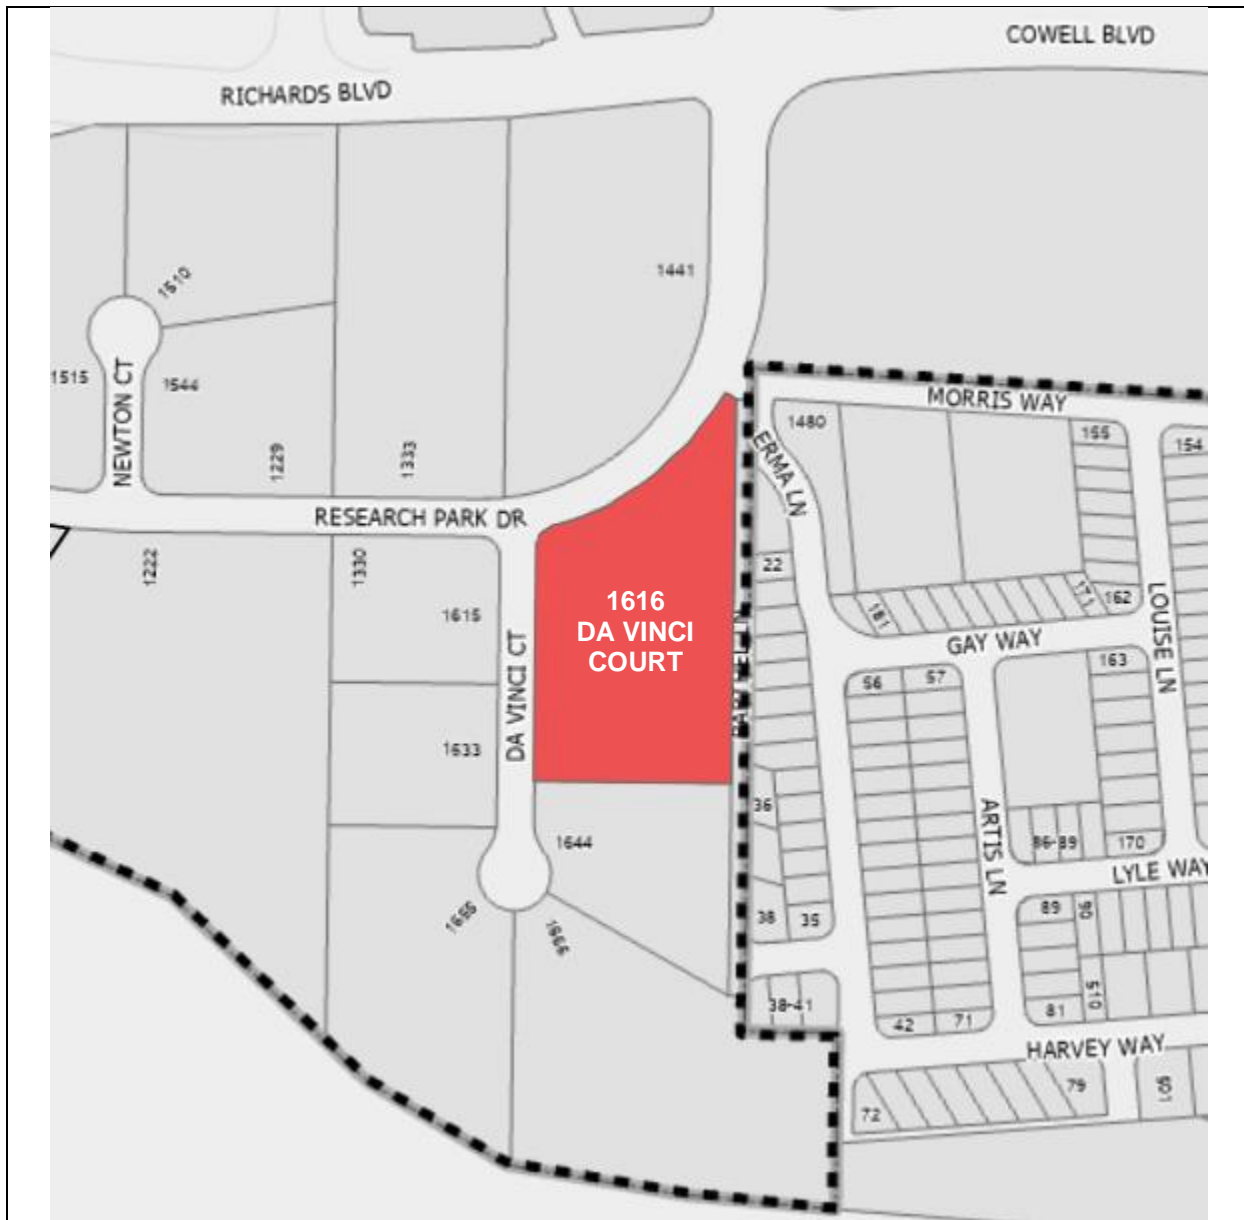 COWELL BLVD
RICHARDS BLVD
1441
1510
1515
NEWTON CT
1544
MORRIS WAY
1480
155
154
ERMA LN
1229
1333
RESEARCH PARK DR
1222
1330
22
1616
DA VINCI
COURT
1615
181
171
162
LOUISE LN
GAY WAY
163
56
57
DA VINCI CT
1633
36
ARTIS LN
86-89
170
1644
LYLE WAY
38
35
89
90
1655
1666
38-41
510
42
71
81
HARVEY WAY
72
79